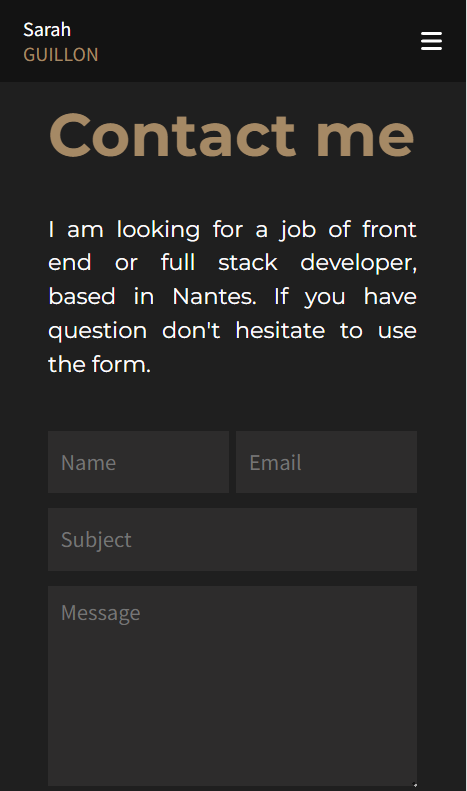 Sarah
GUILLON
Contact me
I am looking for a job of front
end or full stack developer,
based in Nantes. If you have
question don't hesitate to use
the form.
Name
Email
Subject
Message